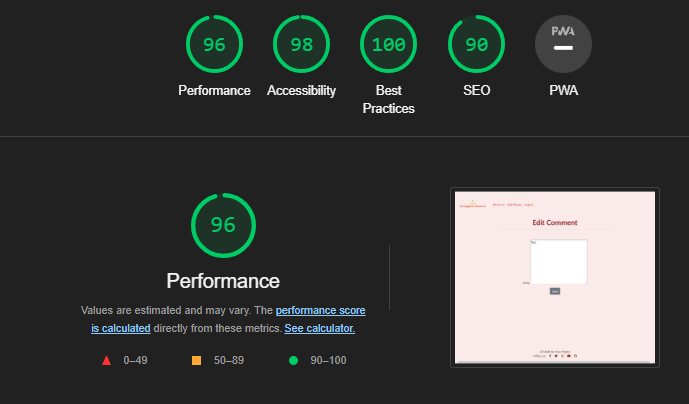 96
98
100
90
PWA
Performance
Accessibility
Best
Practices
SEO
PWA
96
Performance
Values are estimated and may vary. The performance score
is calculated directly from these metrics. See calculator.
0–49
50–89
90–100
Edit Comment